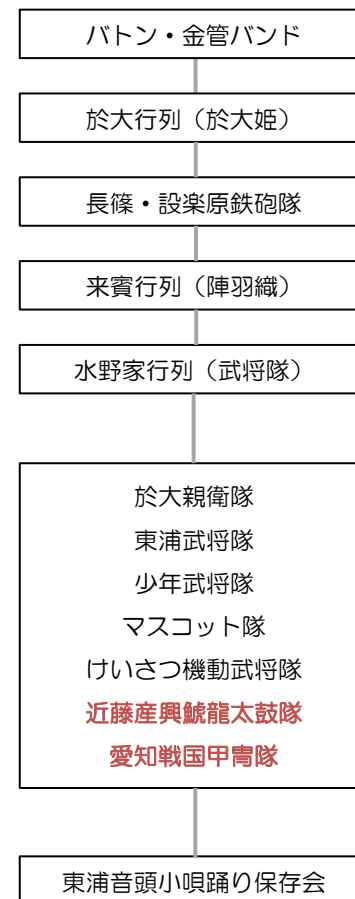 バトン・金管バンド
於大行列（於大姫）
長篠・設楽原鉄砲隊
来賓行列（陣羽織）
水野家行列（武将隊）
於大親衛隊
東浦武将隊
少年武将隊
マスコット隊
けいさつ機動武将隊
近藤産興鯱龍太鼓隊
愛知戦国甲冑隊
東浦音頭小唄踊り保存会